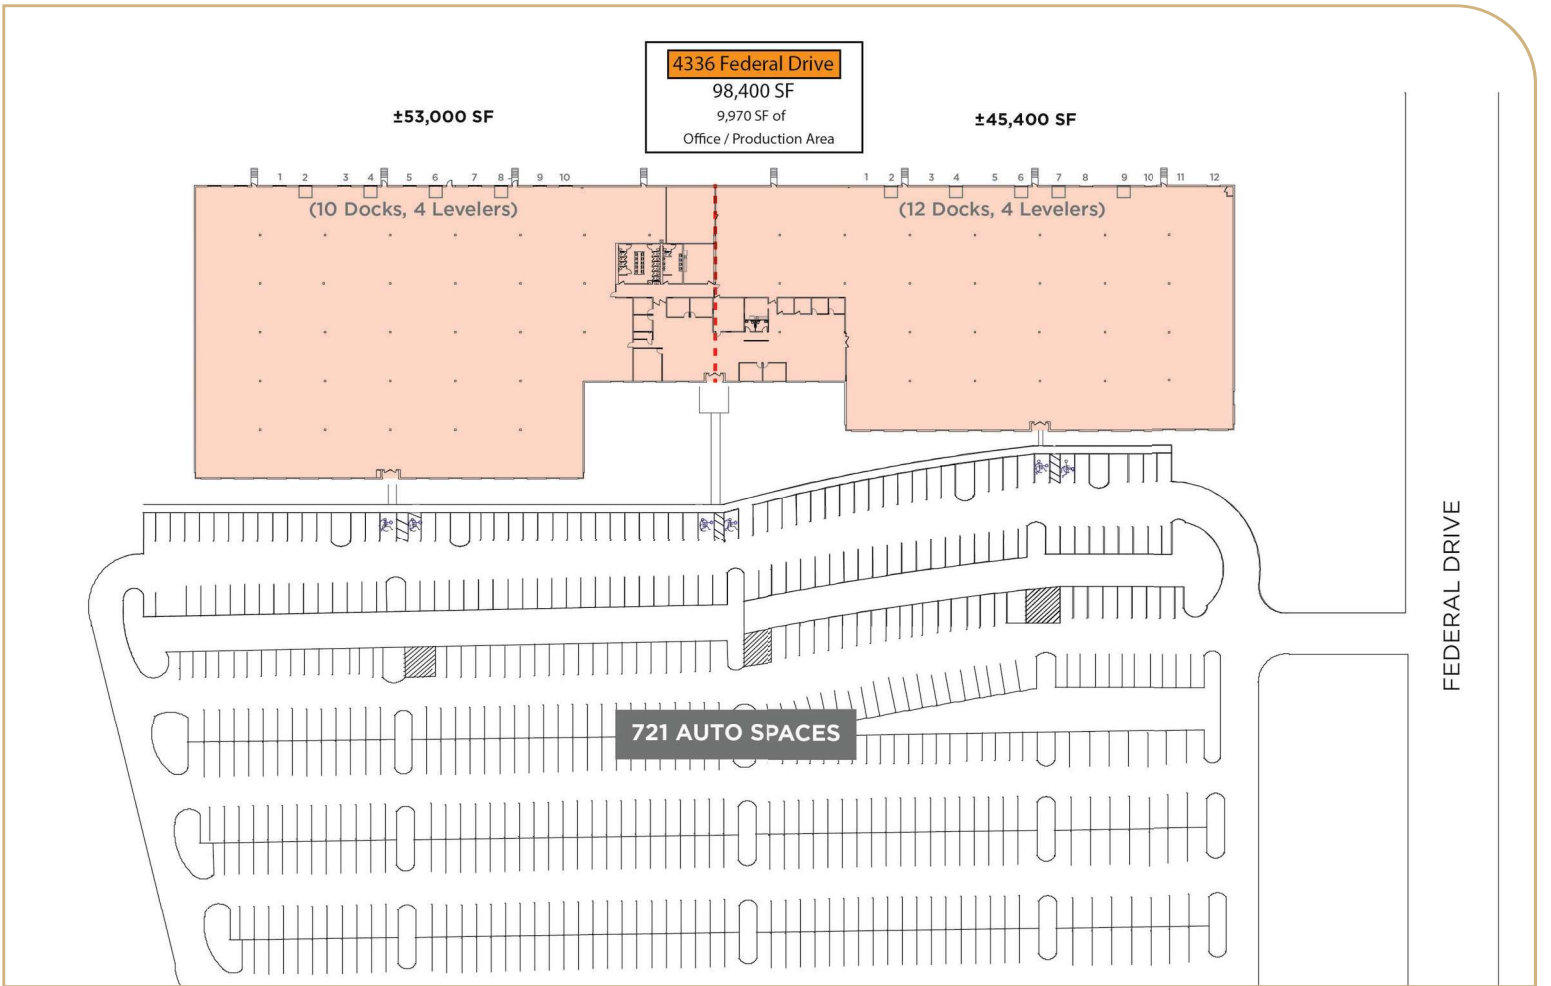 4336 Federal Drive
98,400 SF
9,970 SF of
Office / Production Area
±53,000 SF
±45,400 SF
1 2 3 4 5 6 7 8 9 10
1 2 3 4 5 6 7 8 9 10 11 12
(10 Docks, 4 Levelers)
(12 Docks, 4 Levelers)
721 AUTO SPACES
FEDERAL DRIVE